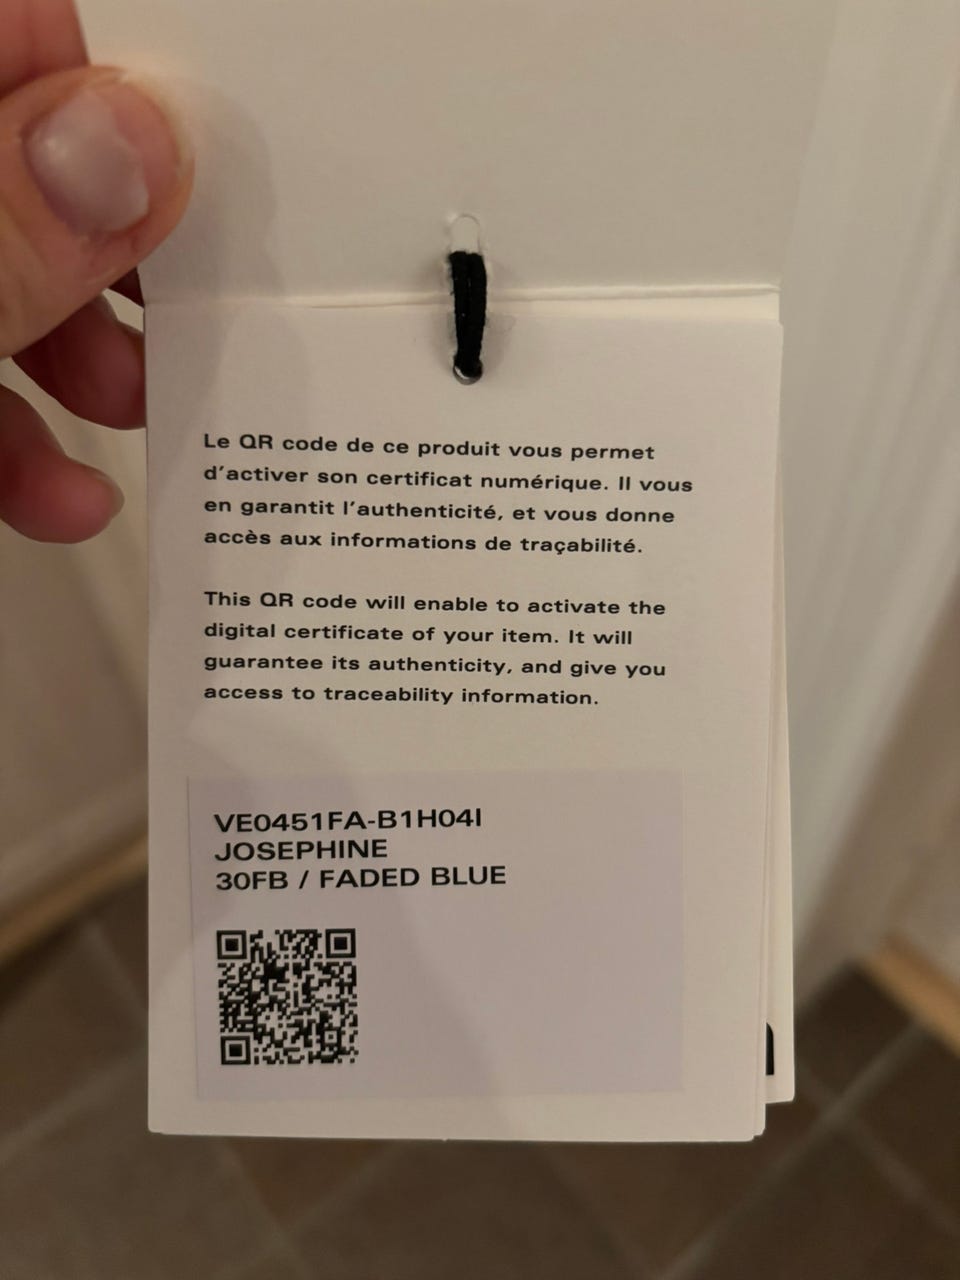 Le QR code de ce produit vous permet
d'activer son certificat numérique. Il vous
en garantit l'authenticité, et vous donne
accès aux informations de traçabilité.
This QR code will enable to activate the
digital certificate of your item. It will
guarantee its authenticity, and give you
access to traceability information.
VE0451FA-B1H04I
JOSEPHINE
30FB / FADED BLUE